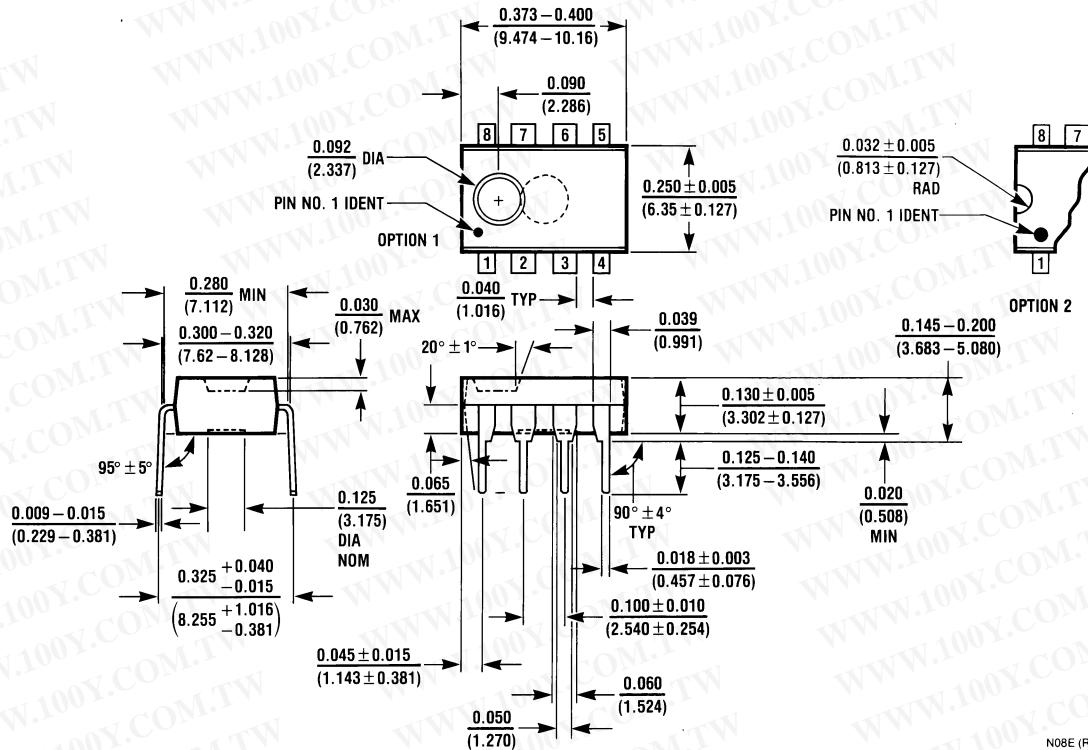 0.373 – 0.400
(9.474 – 10.16)
0.090
(2.286)
8 7 6 5
0.092 DIA
(2.337)
PIN NO. 1 IDENT
OPTION 1
1 2 3 4
0.250 ± 0.005
(6.35 ± 0.127)
8 7
0.032 ± 0.005
(0.813 ± 0.127)
RAD
PIN NO. 1 IDENT
1
OPTION 2
0.280 MIN
(7.112)
0.300 – 0.320
(7.62 – 8.128)
0.030 MAX
(0.762)
0.040 TYP
(1.016)
20° ± 1°
0.039
(0.991)
0.145 – 0.200
(3.683 – 5.080)
0.130 ± 0.005
(3.302 ± 0.127)
0.125 – 0.140
(3.175 – 3.556)
0.020
(0.508)
MIN
95° ± 5°
0.009 – 0.015
(0.229 – 0.381)
0.125
(3.175)
DIA
NOM
0.065
(1.651)
90° ± 4°
TYP
0.018 ± 0.003
(0.457 ± 0.076)
0.100 ± 0.010
(2.540 ± 0.254)
0.325 +0.040
-0.015
(8.255 +1.016
-0.381)
0.045 ± 0.015
(1.143 ± 0.381)
0.060
(1.524)
0.050
(1.270)
N08E (R
WWW.100Y.COM.TW